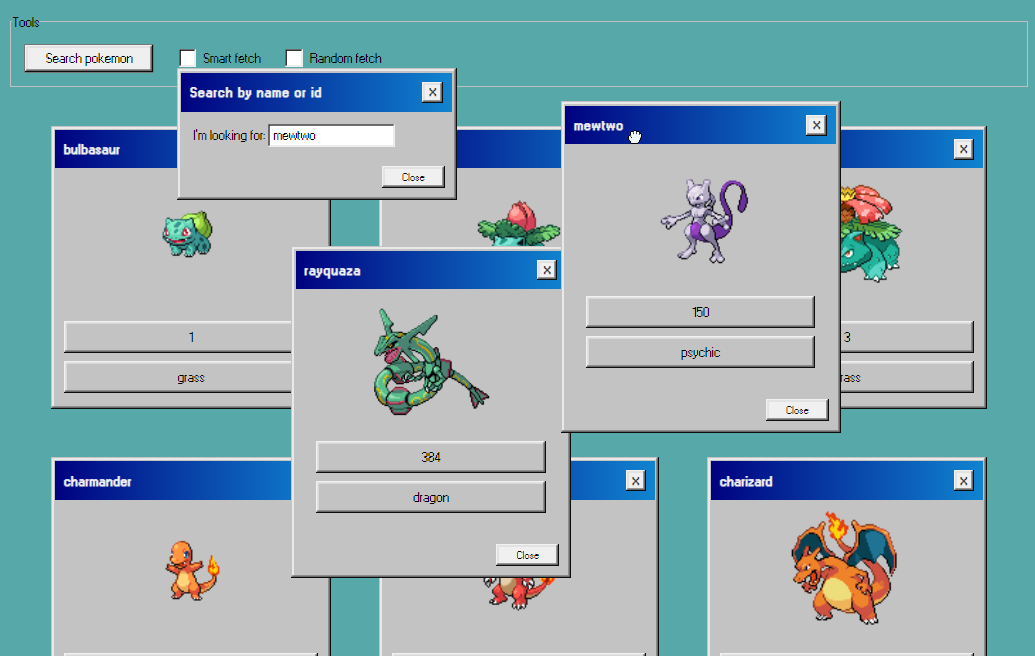 Tools
Search pokemon
Smart fetch
Random fetch
Search by name or id
I'm looking for: mewtwo
Close
bulbasaur
1
grass
mewtwo
150
psychic
Close
3
rayquaza
384
dragon
Close
charmander
charizard